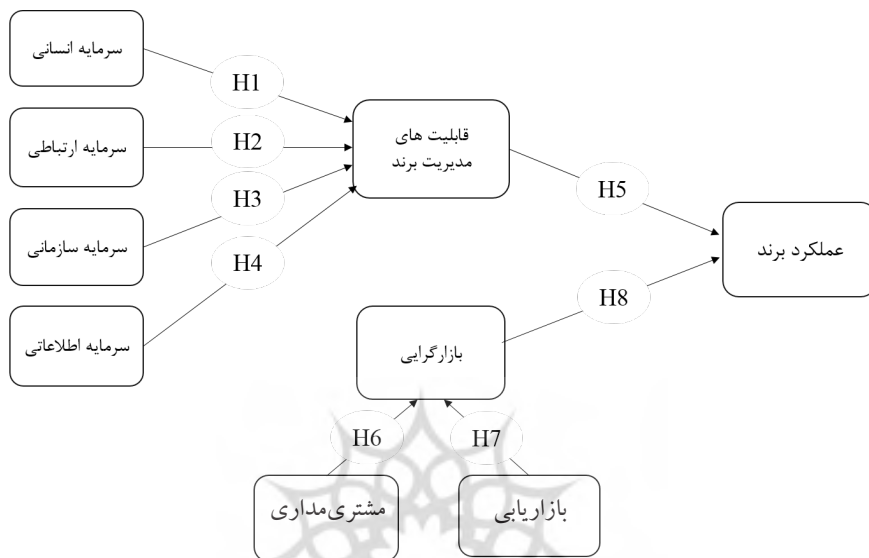 سرمایه انسانی
H1
سرمایه ارتباطی
H2
قابلیت های
مدیریت برند
H3
H5
سرمایه سازمانی
H4
عملکرد برند
سرمایه اطلاعاتی
H8
بازارگرایی
H6
H7
مشتری‌مداری
بازاریابی